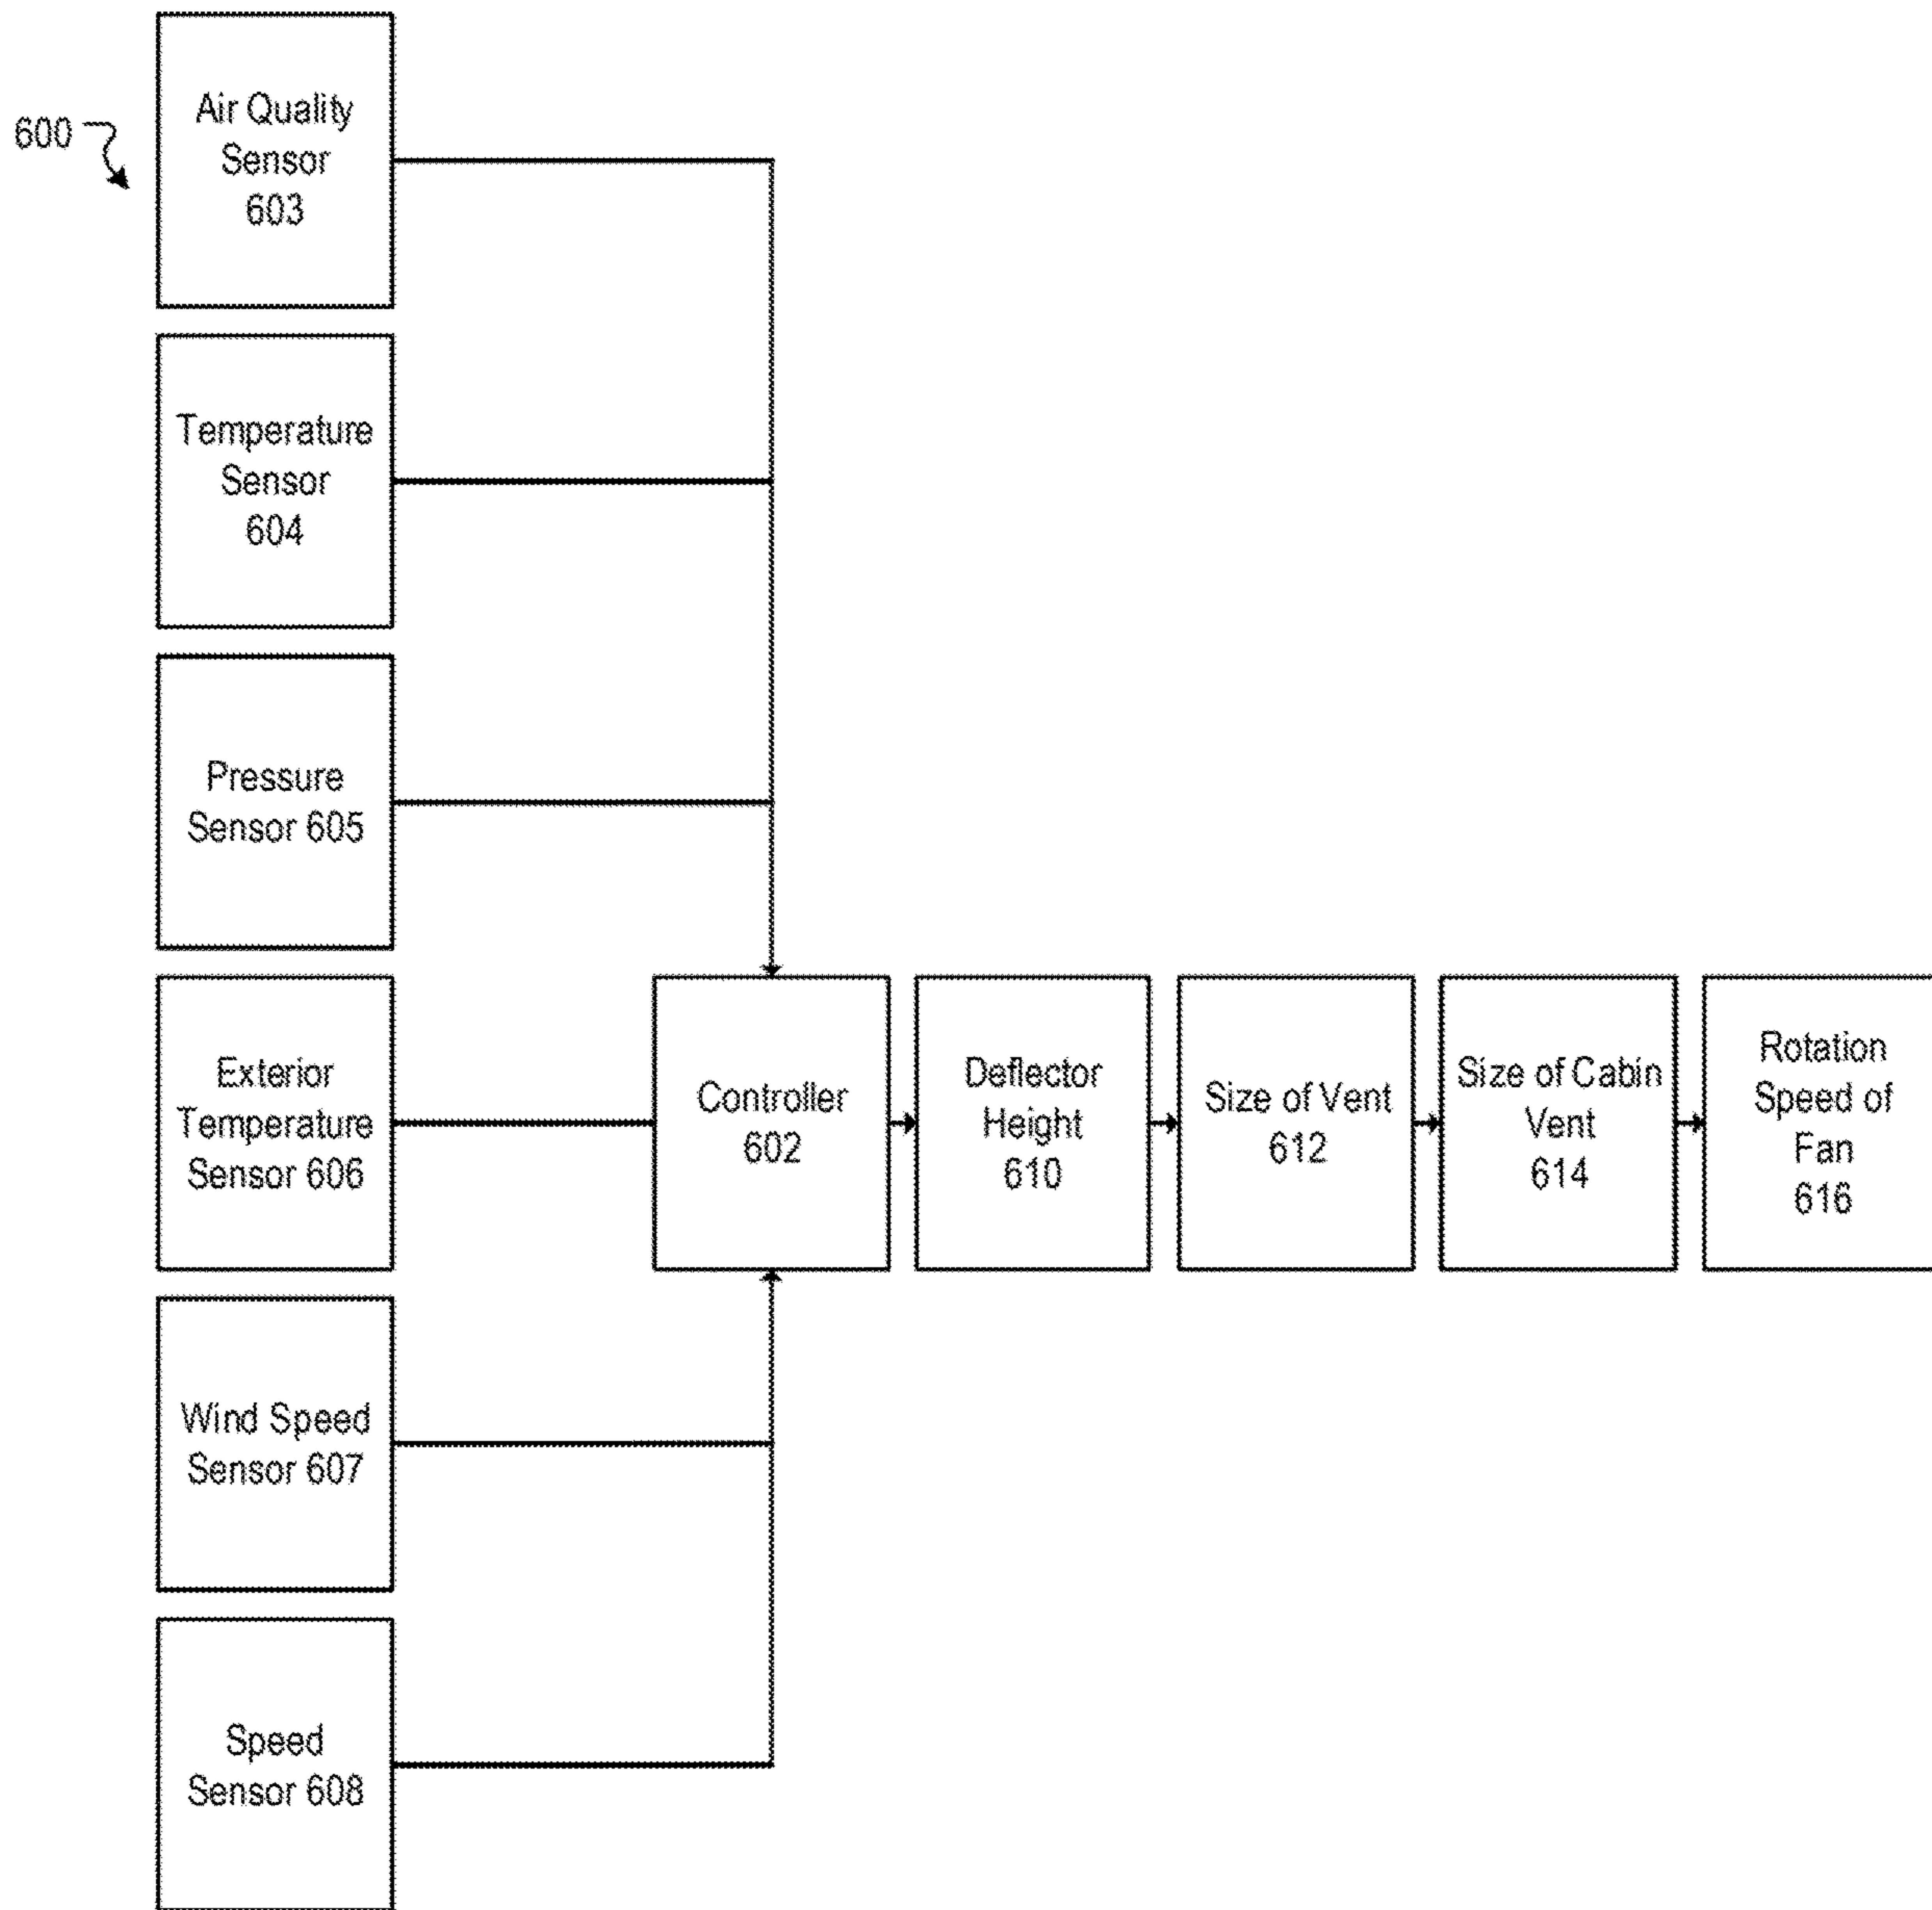 600
Air Quality
Sensor
603
Temperature
Sensor
604
Pressure
Sensor 605
Exterior
Temperature
Sensor 606
Controller
602
Deflector
Height
610
Size of Vent
612
Size of Cabin
Vent
614
Rotation
Speed of
Fan
616
Wind Speed
Sensor 607
Speed
Sensor 608